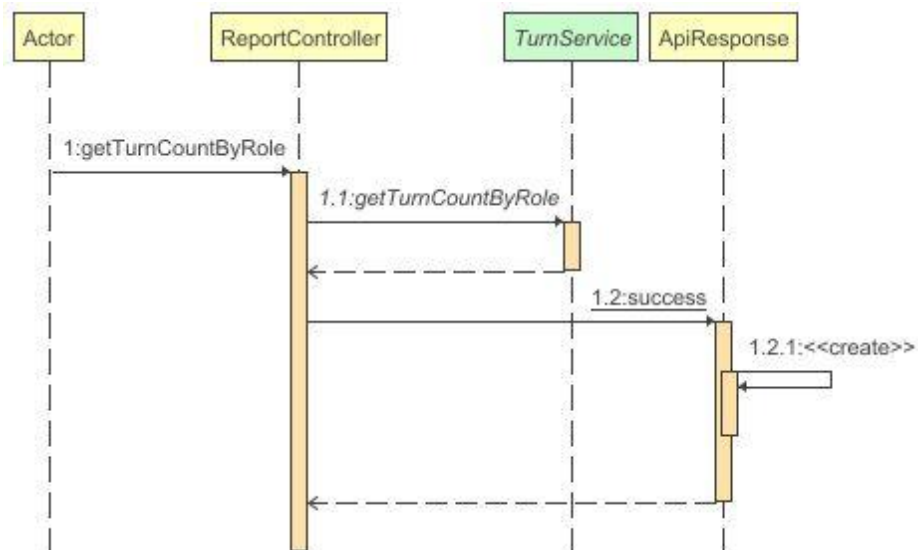 Actor
ReportController
TurnService
ApiResponse
1:getTurnCountByRole
1.1:getTurnCountByRole
1.2:success
1.2.1:<<create>>